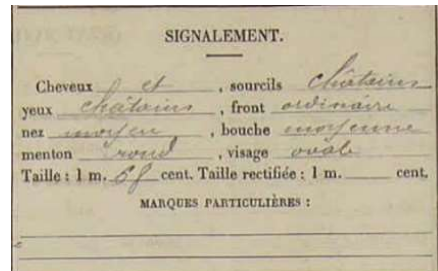 SIGNALEMENT.
Cheveux et , sourcils châtains
yeux châtains , front ordinaire
nez moyen , bouche moyenne
menton rond , visage ovale
Taille : 1 m. cent. Taille rectifiée : 1 m. cent.
MARQUES PARTICULIÈRES :